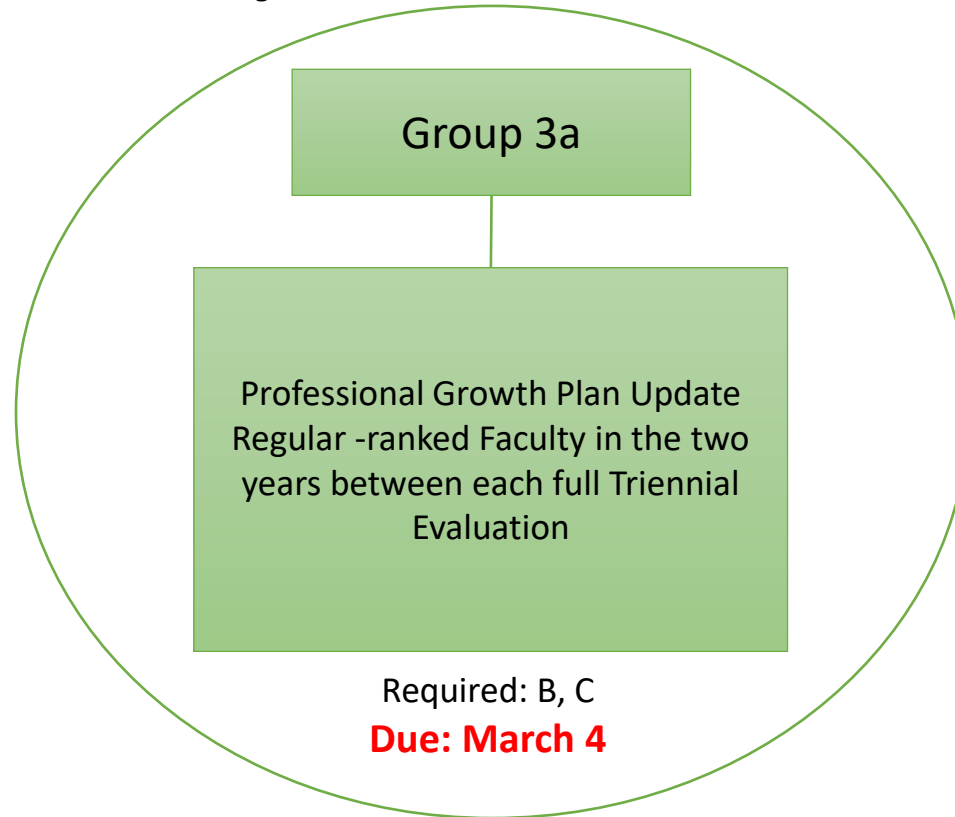 Group 3a
Professional Growth Plan Update
Regular -ranked Faculty in the two
years between each full Triennial
Evaluation
Required: B, C
Due: March 4